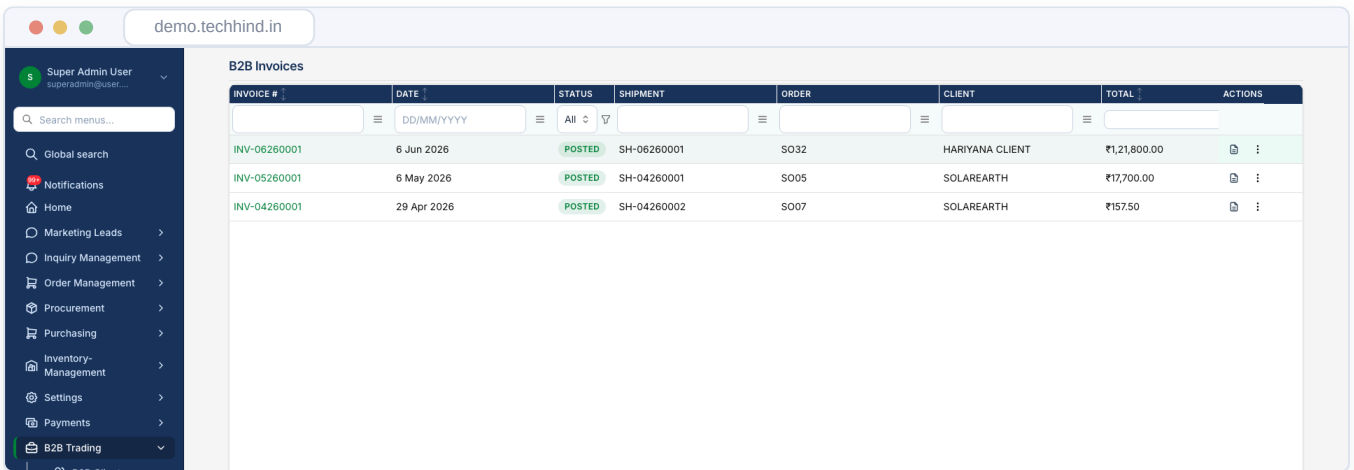 demo.techhind.in
S
Super Admin User
superadmin@user....
Search menus...
Global search
99+
Notifications
Home
Marketing Leads
Inquiry Management
Order Management
Procurement
Purchasing
Inventory-
Management
Settings
Payments
B2B Trading
B2B Invoices
INVOICE # DATE STATUS SHIPMENT ORDER CLIENT TOTAL ACTIONS
DD/MM/YYYY All
INV-06260001 6 Jun 2026 POSTED SH-06260001 SO32 HARIYANA CLIENT ₹1,21,800.00
INV-05260001 6 May 2026 POSTED SH-04260001 SO05 SOLAREARTH ₹17,700.00
INV-04260001 29 Apr 2026 POSTED SH-04260002 SO07 SOLAREARTH ₹157.50